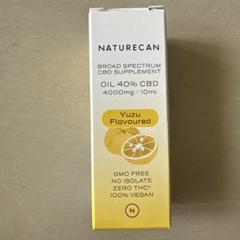 NATURECAN
BROAD SPECTRUM
CBD SUPPLEMENT
OIL 40% CBD
4000mg / 10ml
Yuzu
Flavoured
GMO FREE
NO ISOLATE
ZERO THC*
100% VEGAN
N